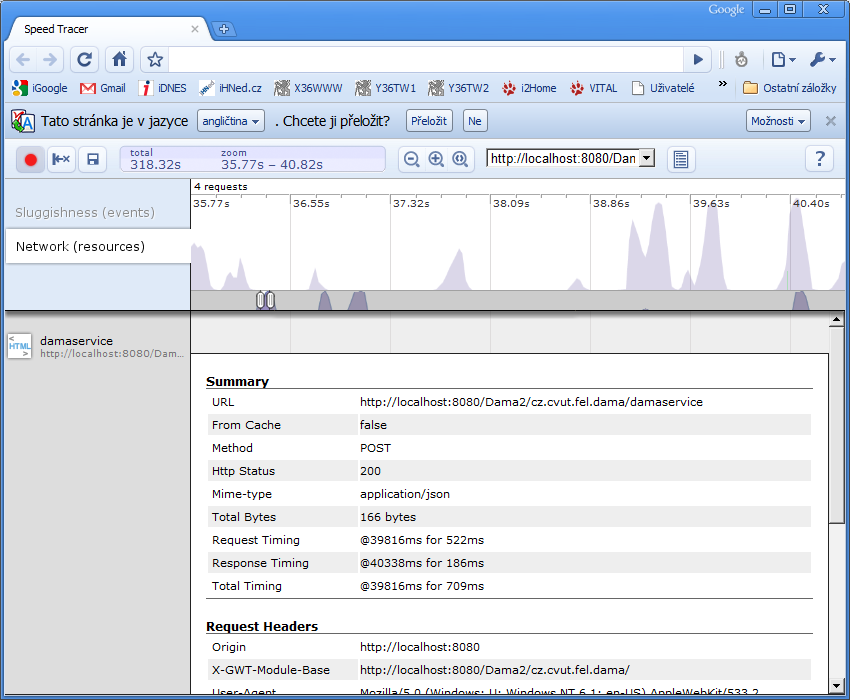 Google
Speed Tracer
iGoogle Gmail iDNES iHNed.cz X36WWW Y36TW1 Y36TW2 i2Home VITAL Uživatelé » Ostatní záložky
Tato stránka je v jazyce angličtina . Chcete ji přeložit? Přeložit Ne Možnosti
total zoom
318.32s 35.77s – 40.82s http://localhost:8080/Dan ?
4 requests
35.77s 36.55s 37.32s 38.09s 38.86s 39.63s 40.40s
Sluggishness (events)
Network (resources)
HTML
damaservice
http://localhost:8080/Dam...
Summary
URL http://localhost:8080/Dama2/cz.cvut.fel.dama/damaservice
From Cache false
Method POST
Http Status 200
Mime-type application/json
Total Bytes 166 bytes
Request Timing @39816ms for 522ms
Response Timing @40338ms for 186ms
Total Timing @39816ms for 709ms
Request Headers
Origin http://localhost:8080
X-GWT-Module-Base http://localhost:8080/Dama2/cz.cvut.fel.dama/
User-Agent Mozilla/5.0 (Windows; U; Windows NT 6.1; en-US) AppleWebKit/533.2